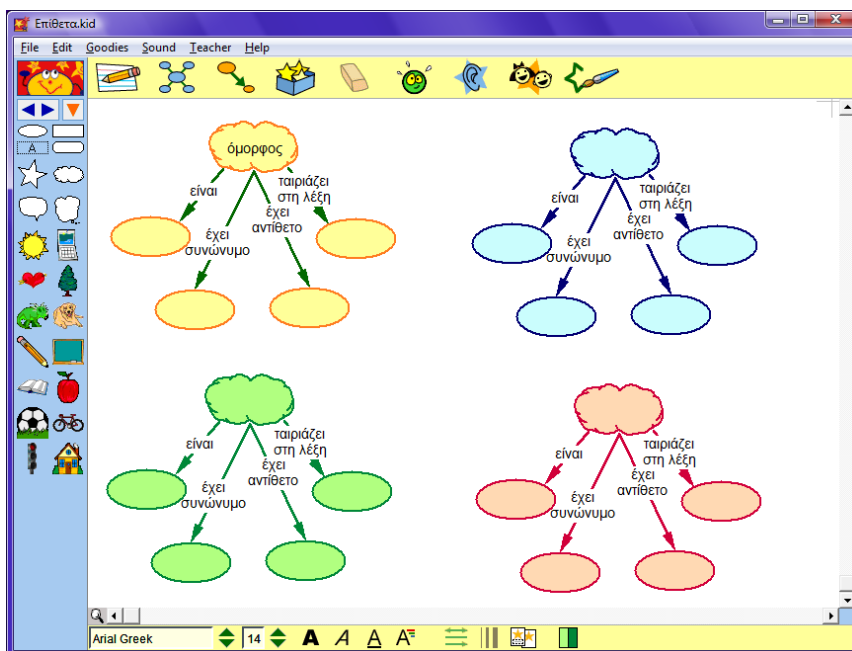 Επίθετα.kid
File Edit Goodies Sound Teacher Help
A
όμορφος
είναι
ταιριάζει
στη λέξη
έχει
αντίθετο
έχει
συνώνυμο
είναι
ταιριάζει
στη λέξη
έχει
αντίθετο
έχει
συνώνυμο
είναι
ταιριάζει
στη λέξη
έχει
αντίθετο
έχει
συνώνυμο
είναι
ταιριάζει
στη λέξη
έχει
αντίθετο
έχει
συνώνυμο
Arial Greek 14 A A A A